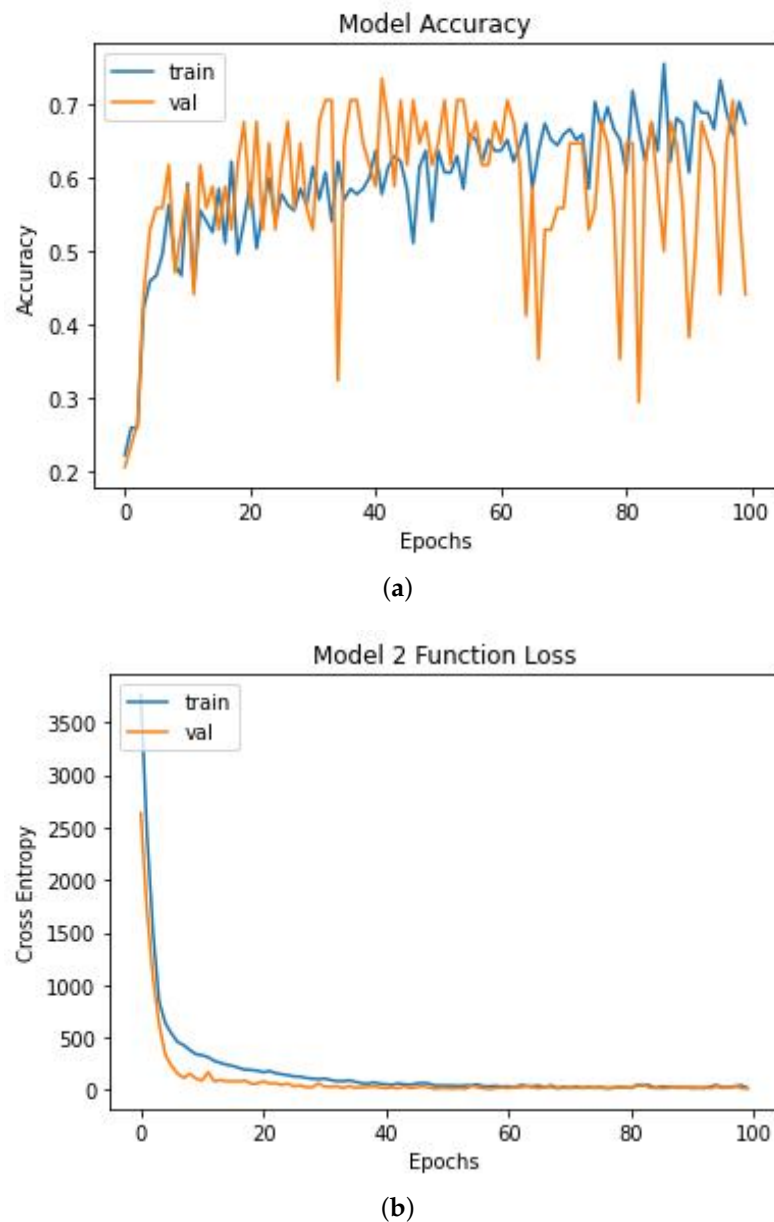 Model Accuracy
train
val
0.7
0.6
0.5
0.4
0.3
0.2
Accuracy
0 20 40 60 80 100
Epochs
(a)
Model 2 Function Loss
train
val
3500
3000
2500
2000
1500
1000
500
0
Cross Entropy
0 20 40 60 80 100
Epochs
(b)